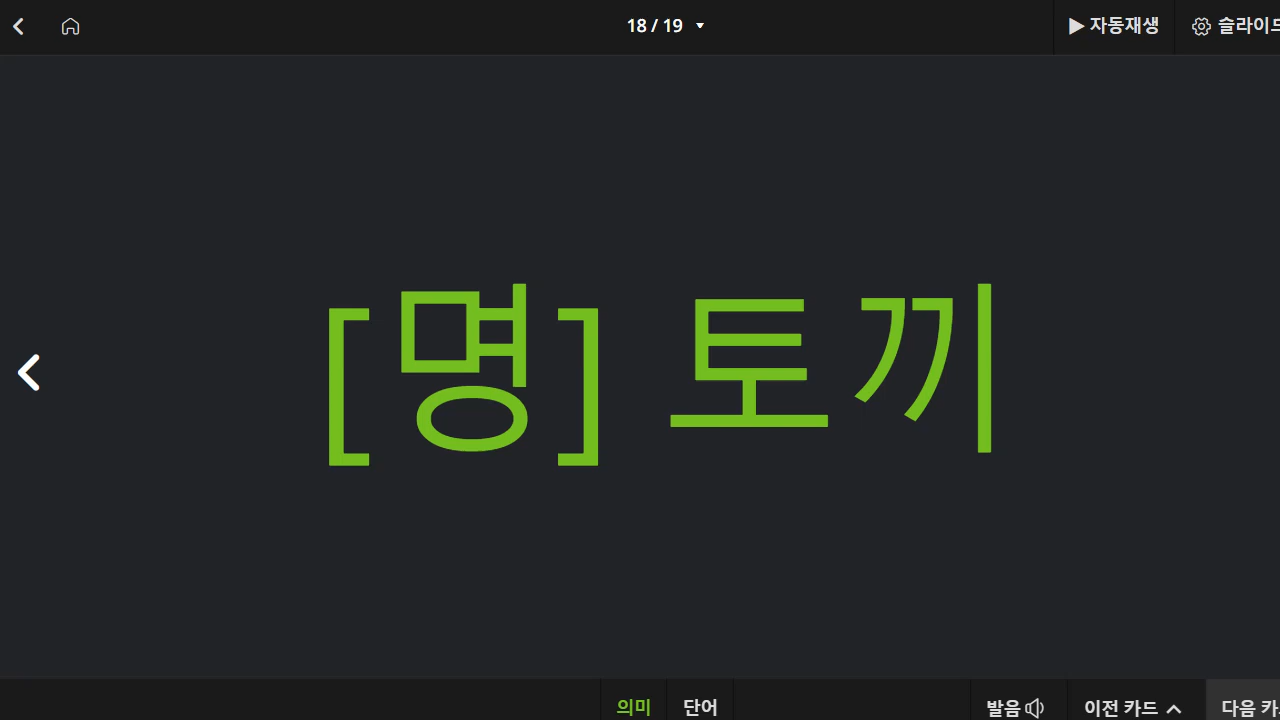 18 / 19
자동재생
슬라이드
[명] 토끼
의미
단어
발음
이전 카드
다음 카